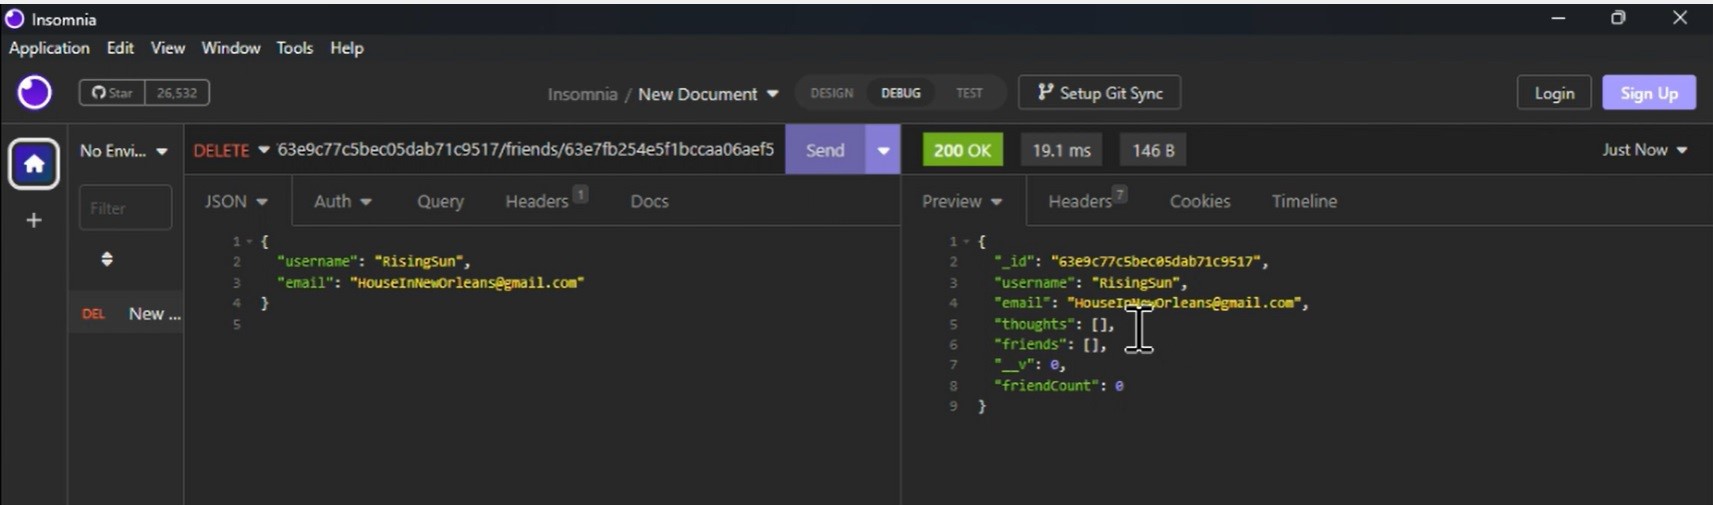 Insomnia
Application Edit View Window Tools Help
Star 26,532
Insomnia / New Document
DESIGN DEBUG TEST
Setup Git Sync
Login
Sign Up
No Envi...
DELETE 63e9c77c5bec05dab71c9517/friends/63e7fb254e5f1bccaa06aef5
Send
200 OK
19.1 ms
146 B
Just Now
Filter
DEL New ...
JSON Auth Query Headers 1 Docs
1 {
2 "username": "RisingSun",
3 "email": "HouseInNewOrleans@gmail.com"
4 }
5
Preview Headers 7 Cookies Timeline
1 {
2 "_id": "63e9c77c5bec05dab71c9517",
3 "username": "RisingSun",
4 "email": "HouseInNewOrleans@gmail.com",
5 "thoughts": [],
6 "friends": [],
7 "__v": 0,
8 "friendCount": 0
9 }